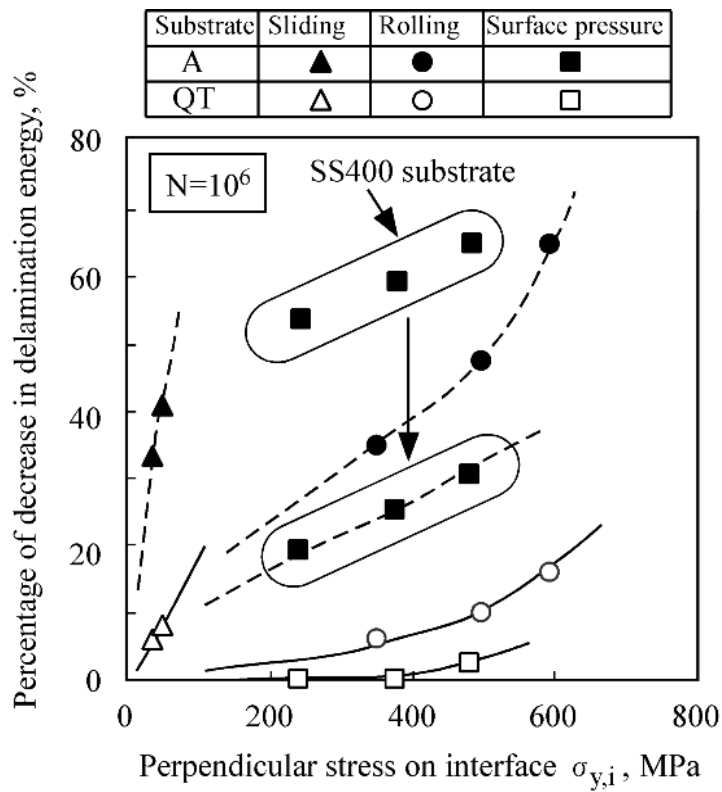 Substrate Sliding Rolling Surface pressure
A
QT
80
60
40
20
0
N=10⁶
SS400 substrate
0 200 400 600 800
Percentage of decrease in delamination energy, %
Perpendicular stress on interface σy,i , MPa